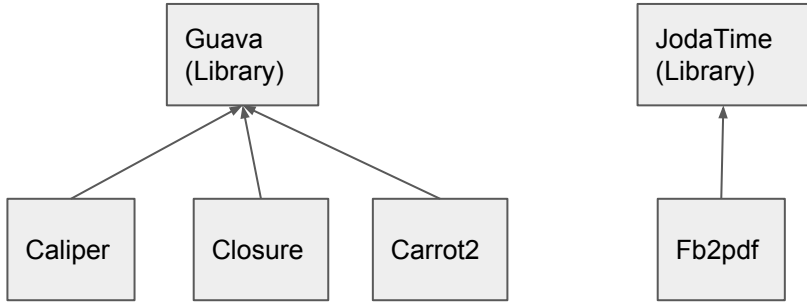 Guava
(Library)
JodaTime
(Library)
Caliper
Closure
Carrot2
Fb2pdf